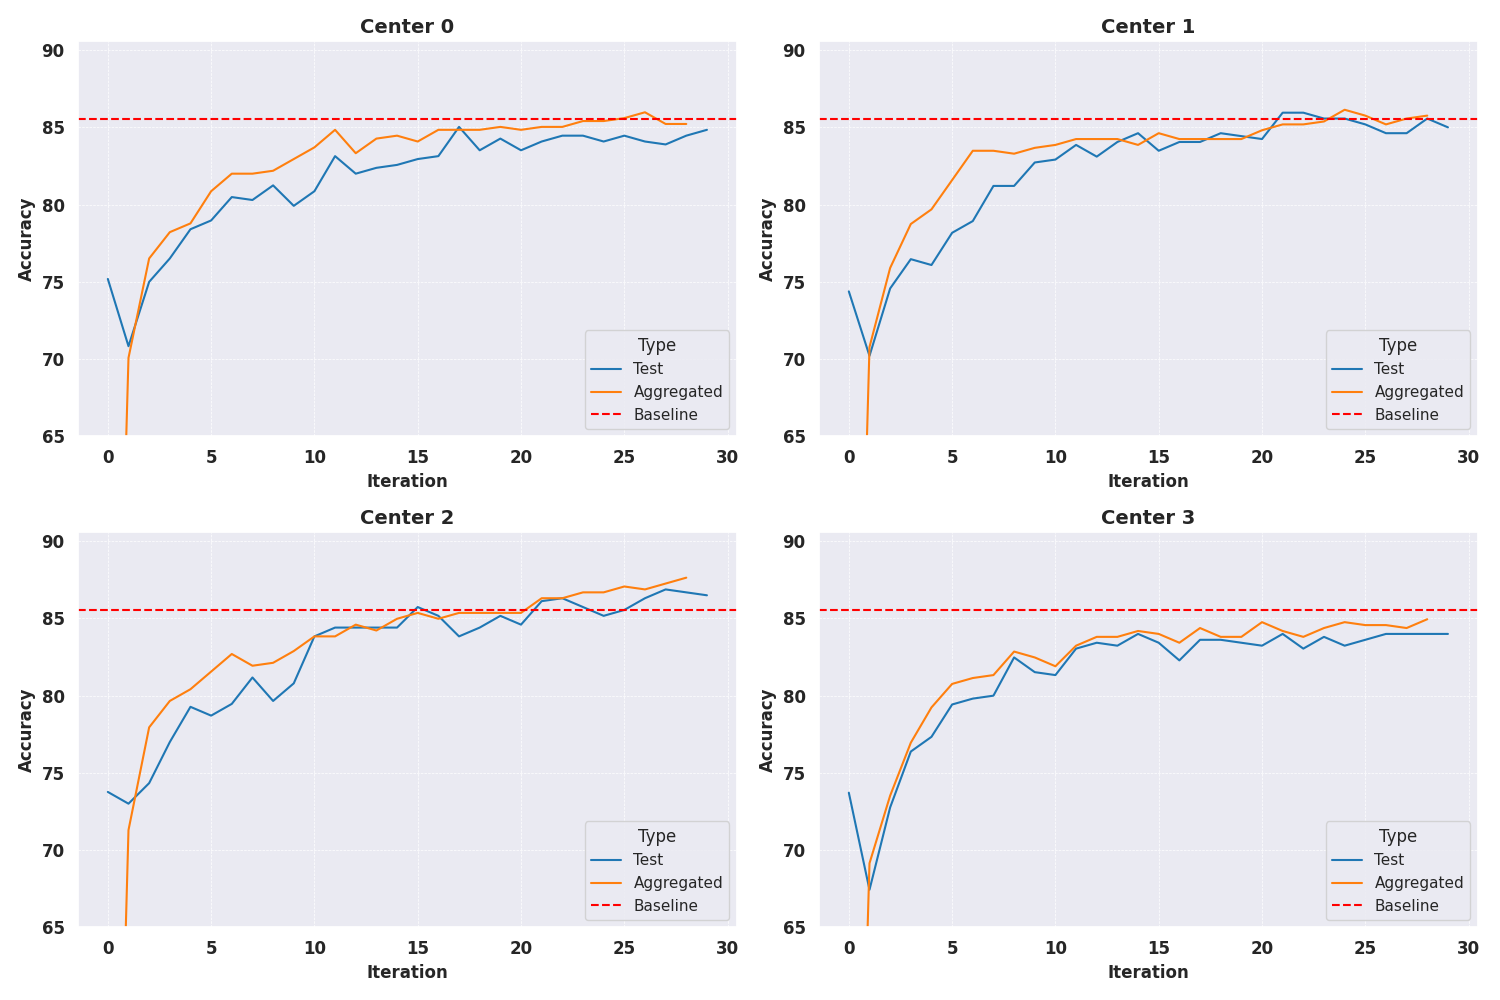 Center 0
90
85
80
75
70
65
Accuracy
0 5 10 15 20 25 30
Iteration
Type
Test
Aggregated
Baseline
Center 1
90
85
80
75
70
65
Accuracy
0 5 10 15 20 25 30
Iteration
Type
Test
Aggregated
Baseline
Center 2
90
85
80
75
70
65
Accuracy
0 5 10 15 20 25 30
Iteration
Type
Test
Aggregated
Baseline
Center 3
90
85
80
75
70
65
Accuracy
0 5 10 15 20 25 30
Iteration
Type
Test
Aggregated
Baseline